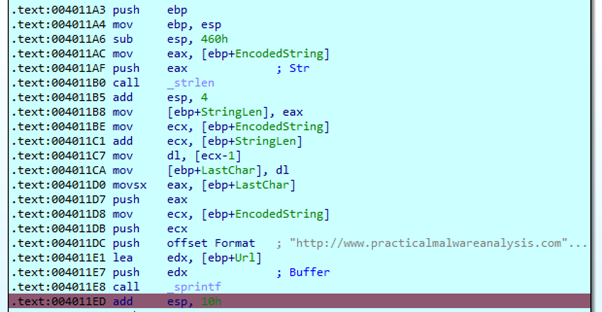 .text:004011A3 push ebp
.text:004011A4 mov ebp, esp
.text:004011A6 sub esp, 460h
.text:004011AC mov eax, [ebp+EncodedString]
.text:004011AF push eax ; Str
.text:004011B0 call _strlen
.text:004011B5 add esp, 4
.text:004011B8 mov [ebp+StringLen], eax
.text:004011BE mov ecx, [ebp+EncodedString]
.text:004011C1 add ecx, [ebp+StringLen]
.text:004011C7 mov dl, [ecx-1]
.text:004011CA mov [ebp+LastChar], dl
.text:004011D0 movsx eax, [ebp+LastChar]
.text:004011D7 push eax
.text:004011D8 mov ecx, [ebp+EncodedString]
.text:004011DB push ecx
.text:004011DC push offset Format ; "http://www.practicalmalwareanalysis.com"...
.text:004011E1 lea edx, [ebp+Url]
.text:004011E7 push edx ; Buffer
.text:004011E8 call _sprintf
.text:004011ED add esp, 10h